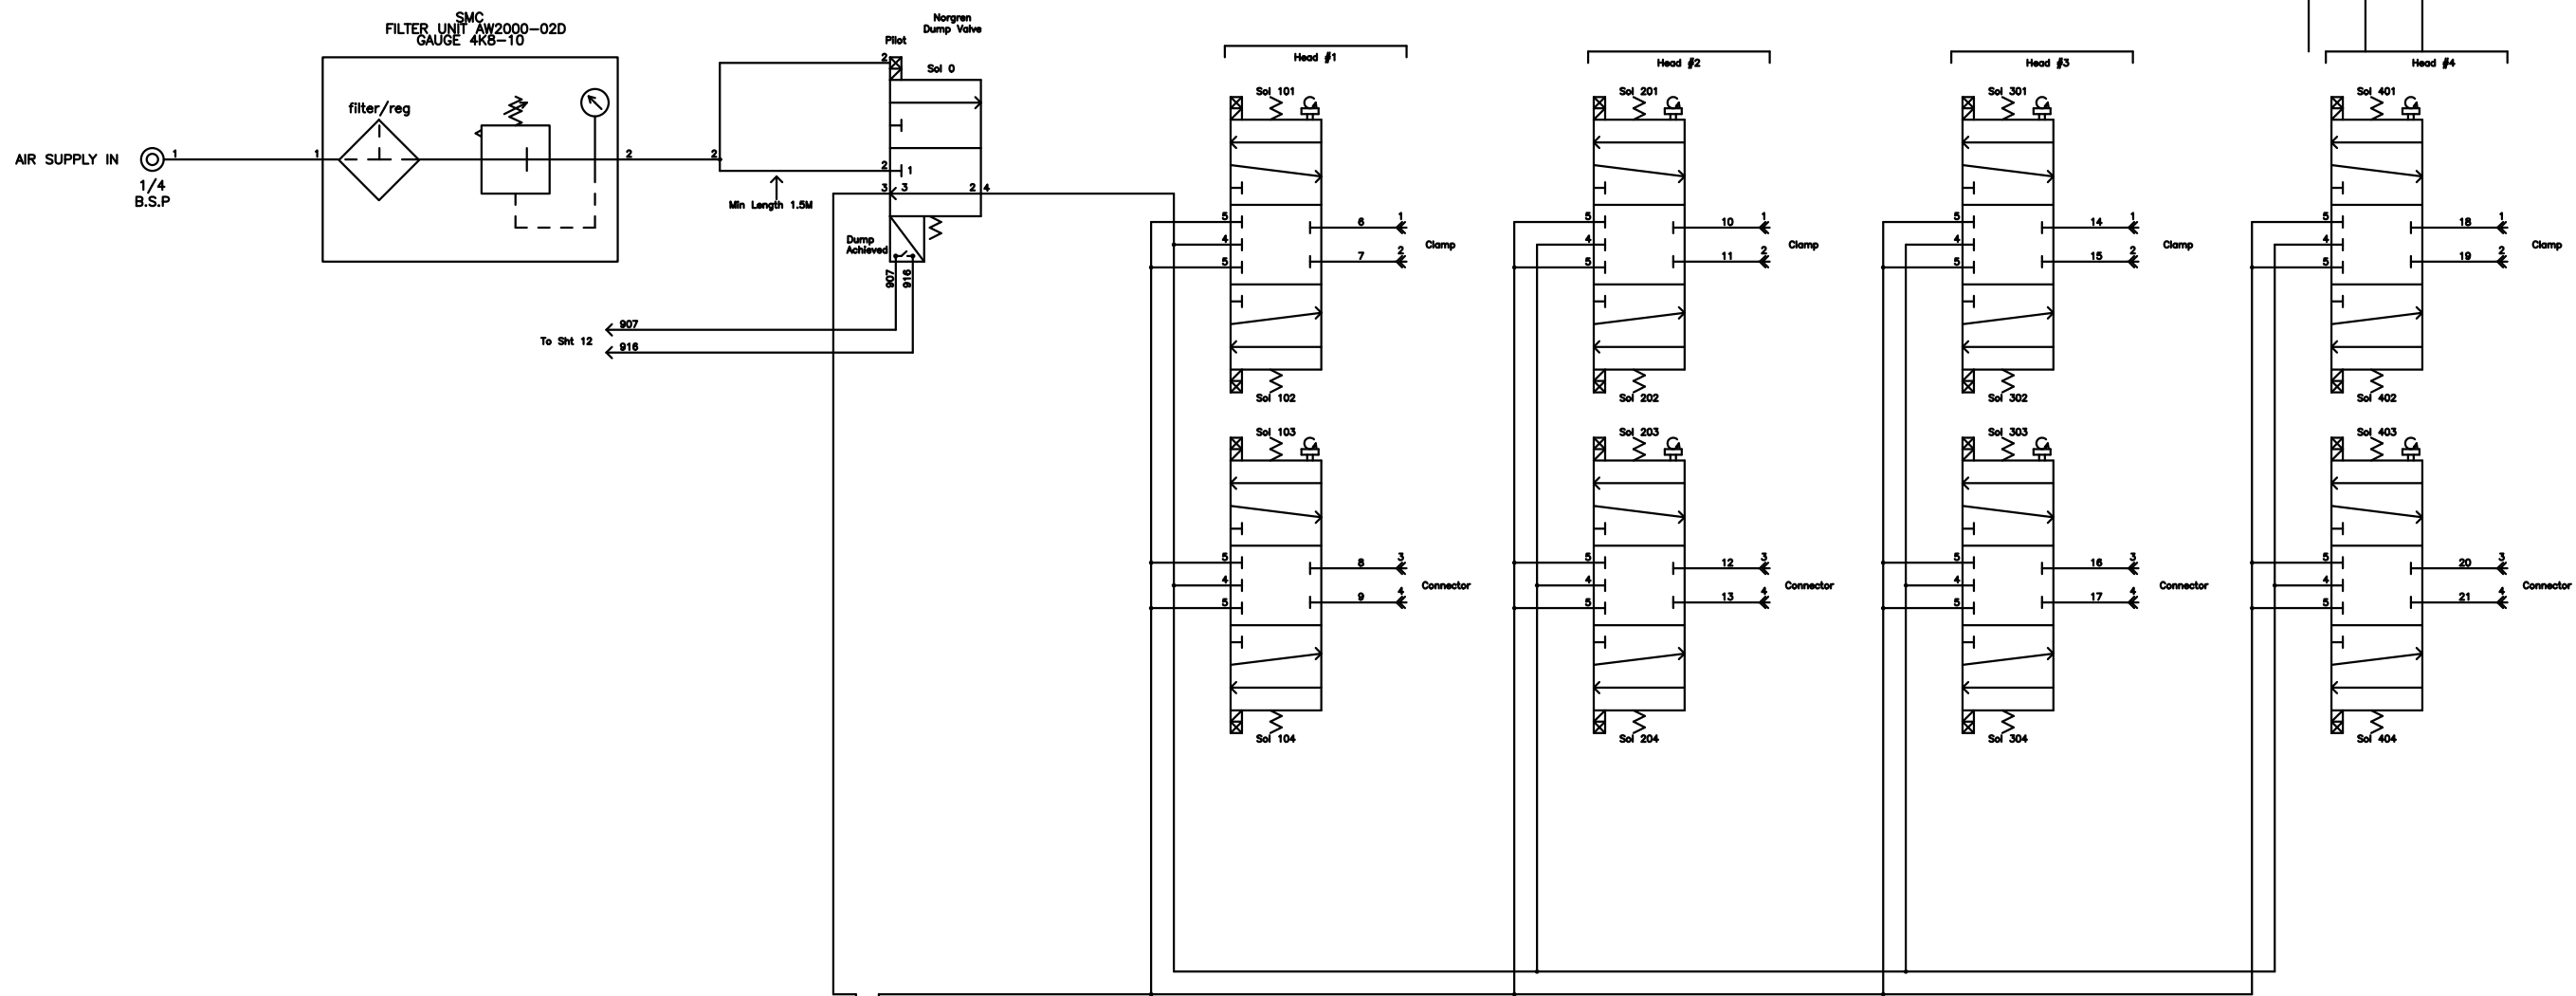 SMC
FILTER UNIT AW2000-02D
GAUGE 4K8-10
filter/reg
AIR SUPPLY IN
1/4
B.S.P
1
1
2
2
Norgren
Dump Valve
Pilot
2
Sol 0
2
1
3
3
2
4
Min Length 1.5M
Dump
Achieved
907
916
To Sht 12
907
916
Head #1
Sol 101
5
4
5
6
1
7
2
Clamp
Sol 102
Sol 103
5
4
5
8
3
9
4
Connector
Sol 104
Head #2
Sol 201
5
4
5
10
1
11
2
Clamp
Sol 202
Sol 203
5
4
5
12
3
13
4
Connector
Sol 204
Head #3
Sol 301
5
4
5
14
1
15
2
Clamp
Sol 302
Sol 303
5
4
5
16
3
17
4
Connector
Sol 304
Head #4
Sol 401
5
4
5
18
1
19
2
Clamp
Sol 402
Sol 403
5
4
5
20
3
21
4
Connector
Sol 404